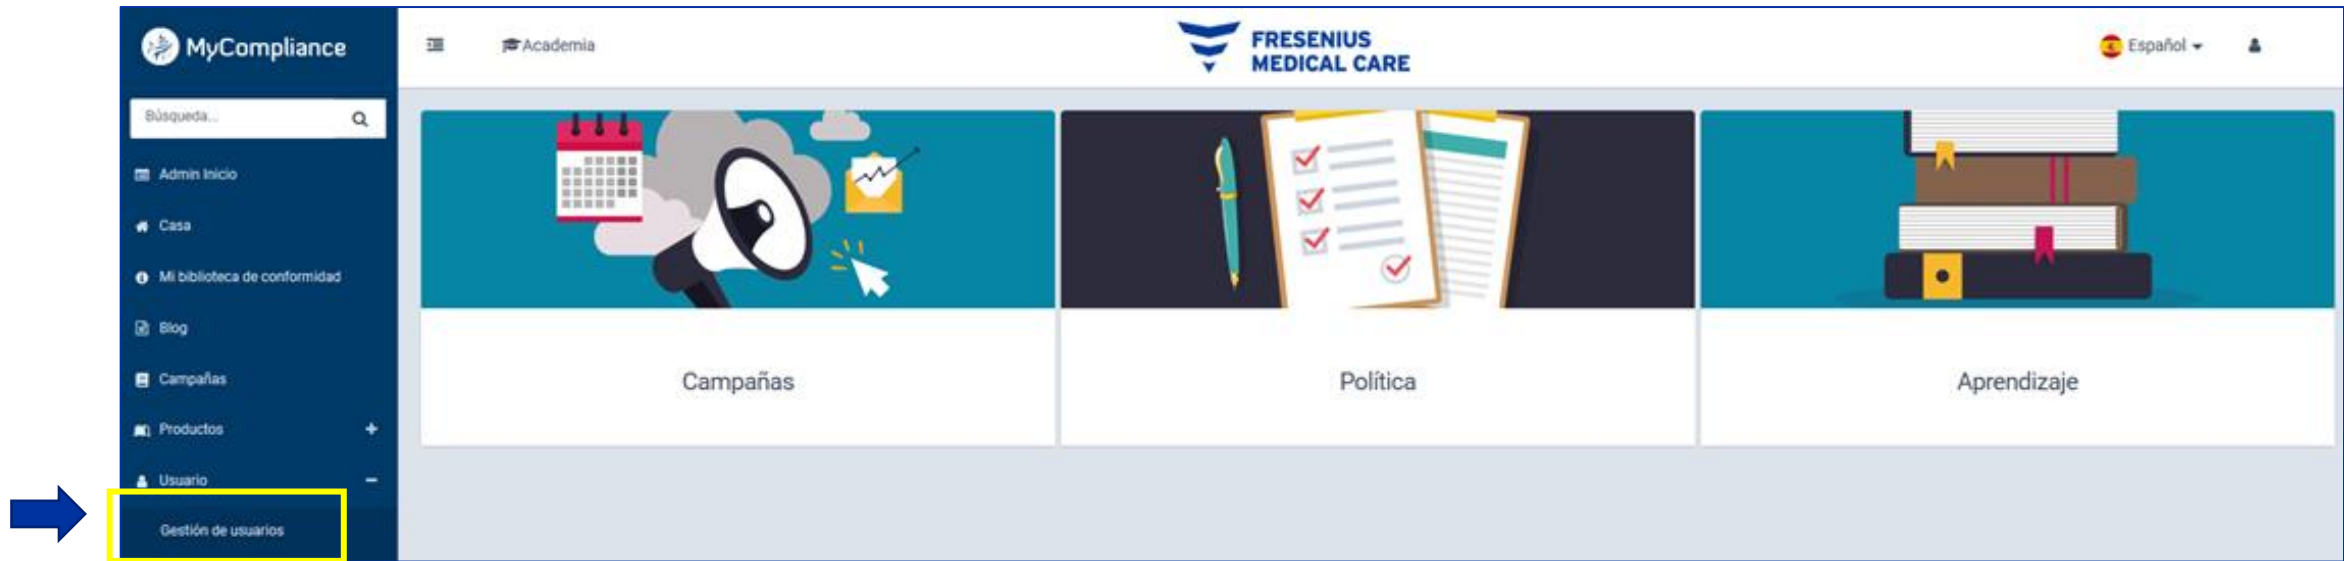 MyCompliance
Academia
FRESENIUS
MEDICAL CARE
Español
Búsqueda...
Admin Inicio
Casa
Mi biblioteca de conformidad
Blog
Campañas
Productos
Usuario
Gestión de usuarios
Campañas
Política
Aprendizaje